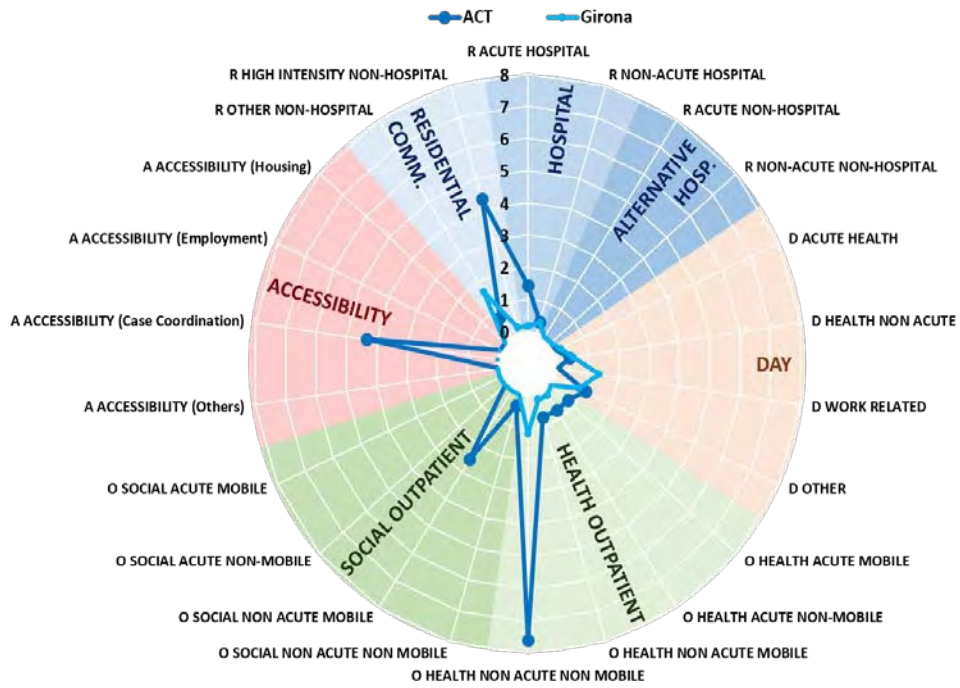 ACT
Girona
R ACUTE HOSPITAL
R NON-ACUTE HOSPITAL
R ACUTE NON-HOSPITAL
R NON-ACUTE NON-HOSPITAL
D ACUTE HEALTH
D HEALTH NON ACUTE
D WORK RELATED
D OTHER
O HEALTH ACUTE MOBILE
O HEALTH ACUTE NON-MOBILE
O HEALTH NON ACUTE MOBILE
O HEALTH NON ACUTE NON MOBILE
O SOCIAL NON ACUTE NON MOBILE
O SOCIAL NON ACUTE MOBILE
O SOCIAL ACUTE NON-MOBILE
O SOCIAL ACUTE MOBILE
A ACCESSIBILITY (Others)
A ACCESSIBILITY (Case Coordination)
A ACCESSIBILITY (Employment)
A ACCESSIBILITY (Housing)
R OTHER NON-HOSPITAL
R HIGH INTENSITY NON-HOSPITAL
8
7
6
5
4
3
2
1
0
HOSPITAL
ALTERNATIVE
HOSP.
DAY
HEALTH OUTPATIENT
SOCIAL OUTPATIENT
ACCESSIBILITY
RESIDENTIAL
COMM.